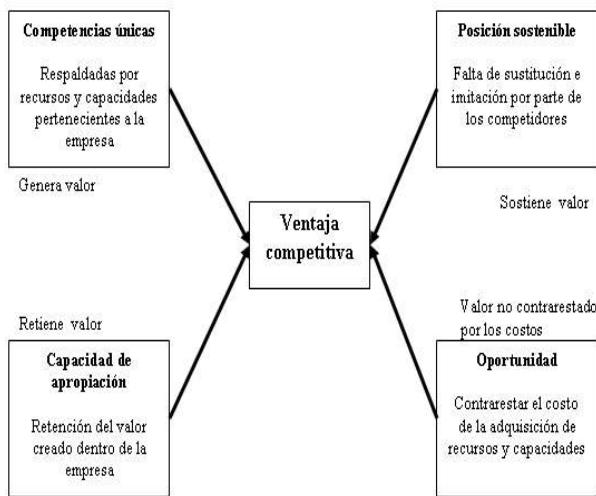 Competencias únicas
Respaldadas por
recursos y capacidades
pertenecientes a la
empresa
Genera valor
Posición sostenible
Falta de sustitución e
imitación por parte de
los competidores
Sostiene valor
Ventaja
competitiva
Retiene valor
Capacidad de
apropiación
Retención del valor
creado dentro de la
empresa
Valor no contrarestado
por los costos
Oportunidad
Contrarestar el costo
de la adquisición de
recursos y capacidades